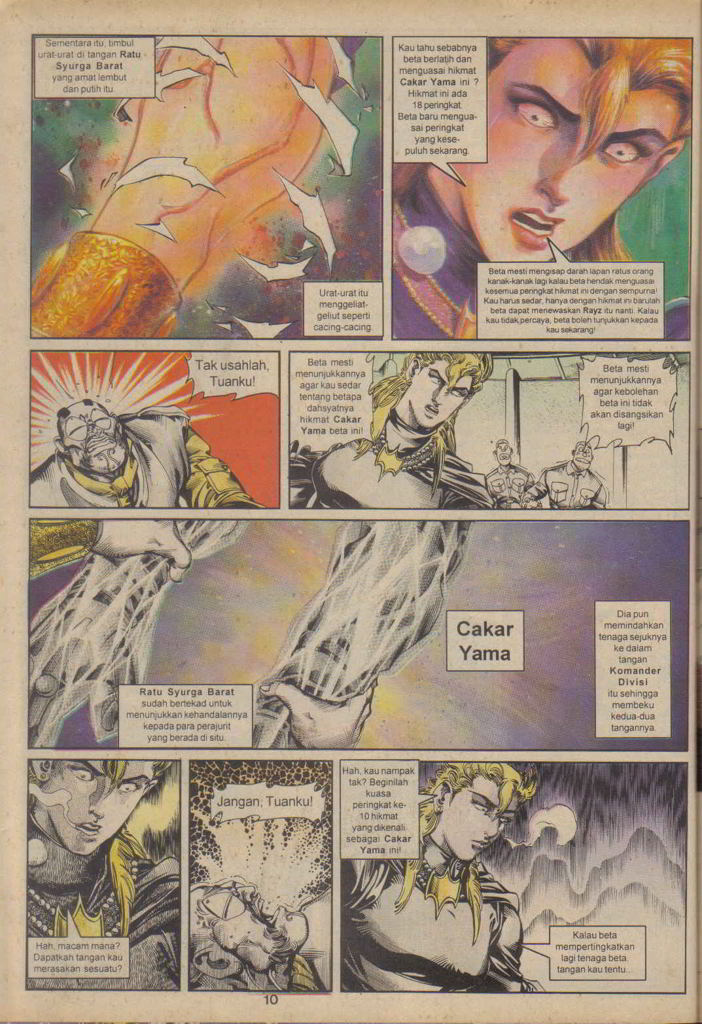 Sementara itu, timbul
urat-urat di tangan Ratu
Syurga Barat
yang amat lembut
dan putih itu.
Urat-urat itu
menggeliat-
geliut seperti
cacing-cacing.
Kau tahu sebabnya
beta berlatih dan
menguasai hikmat
Cakar Yama ini ?
Hikmat ini ada
18 peringkat.
Beta baru mengua-
sai peringkat
yang kese-
puluh sekarang.
Beta mesti mengisap darah lapan ratus orang
kanak-kanak lagi kalau beta hendak menguasai
kesemua peringkat hikmat ini dengan sempurna!
Kau harus sedar, hanya dengan hikmat ini barulah
beta dapat menewaskan Rayz itu nanti. Kalau
kau tidak percaya, beta boleh tunjukkan kepada
kau sekarang!
Tak usahlah,
Tuanku!
Beta mesti
menunjukkannya
agar kau sedar
tentang betapa
dahsyatnya
hikmat Cakar
Yama beta ini!
Beta mesti
menunjukkannya
agar kebolehan
beta ini tidak
akan disangsikan
lagi!
Ratu Syurga Barat
sudah bertekad untuk
menunjukkan kehandalannya
kepada para perajurit
yang berada di situ.
Cakar
Yama
Dia pun
memindahkan
tenaga sejuknya
ke dalam
tangan
Komander
Divisi
itu sehingga
membeku
kedua-dua
tangannya.
Hah, macam mana?
Dapatkah tangan kau
merasakan sesuatu?
Jangan, Tuanku!
Hah, kau nampak
tak? Beginilah
kuasa
peringkat ke-
10 hikmat
yang dikenali
sebagai Cakar
Yama ini!
Kalau beta
mempertingkatkan
lagi tenaga beta,
tangan kau tentu...
10